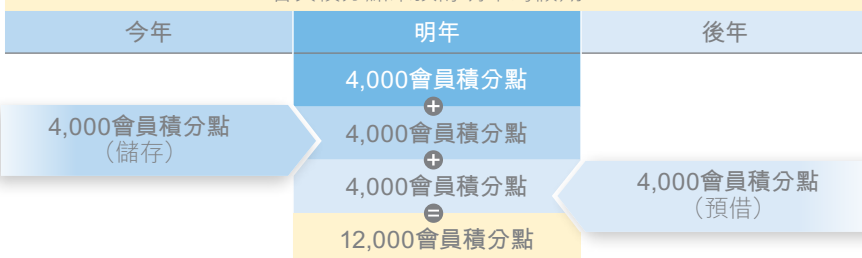 今年
明年
後年
4,000會員積分點
+
4,000會員積分點
（儲存）
4,000會員積分點
+
4,000會員積分點
4,000會員積分點
（預借）
=
12,000會員積分點